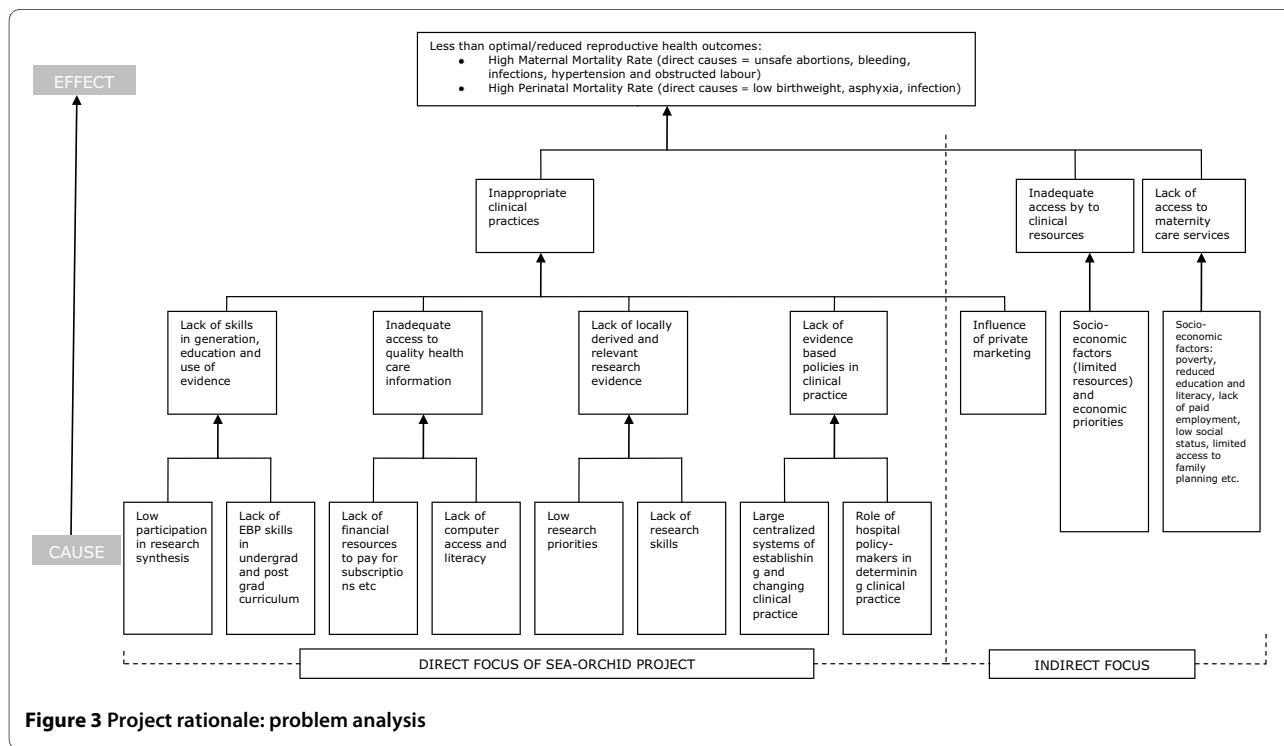 Less than optimal/reduced reproductive health outcomes:
• High Maternal Mortality Rate (direct causes = unsafe abortions, bleeding,
infections, hypertension and obstructed labour)
• High Perinatal Mortality Rate (direct causes = low birthweight, asphyxia, infection)
EFFECT
Inappropriate
clinical
practices
Inadequate
access by to
clinical
resources
Lack of
access to
maternity
care services
Lack of skills
in generation,
education and
use of
evidence
Inadequate
access to
quality health
care
information
Lack of locally
derived and
relevant
research
evidence
Lack of
evidence
based
policies in
clinical
practice
Influence
of private
marketing
Socio-
economic
factors
(limited
resources)
and
economic
priorities
Socio-
economic
factors:
poverty,
reduced
education and
literacy, lack
of paid
employment,
low social
status, limited
access to
family
planning etc.
CAUSE
Low
participation
in research
synthesis
Lack of
EBP skills
in
undergrad
and post
grad
curriculum
Lack of
financial
resources
to pay for
subscriptio
ns etc
Lack of
computer
access and
literacy
Low
research
priorities
Lack of
research
skills
Large
centralized
systems of
establishin
g and
changing
clinical
practice
Role of
hospital
policy-
makers in
determinin
g clinical
practice
DIRECT FOCUS OF SEA-ORCHID PROJECT
INDIRECT FOCUS
Figure 3 Project rationale: problem analysis